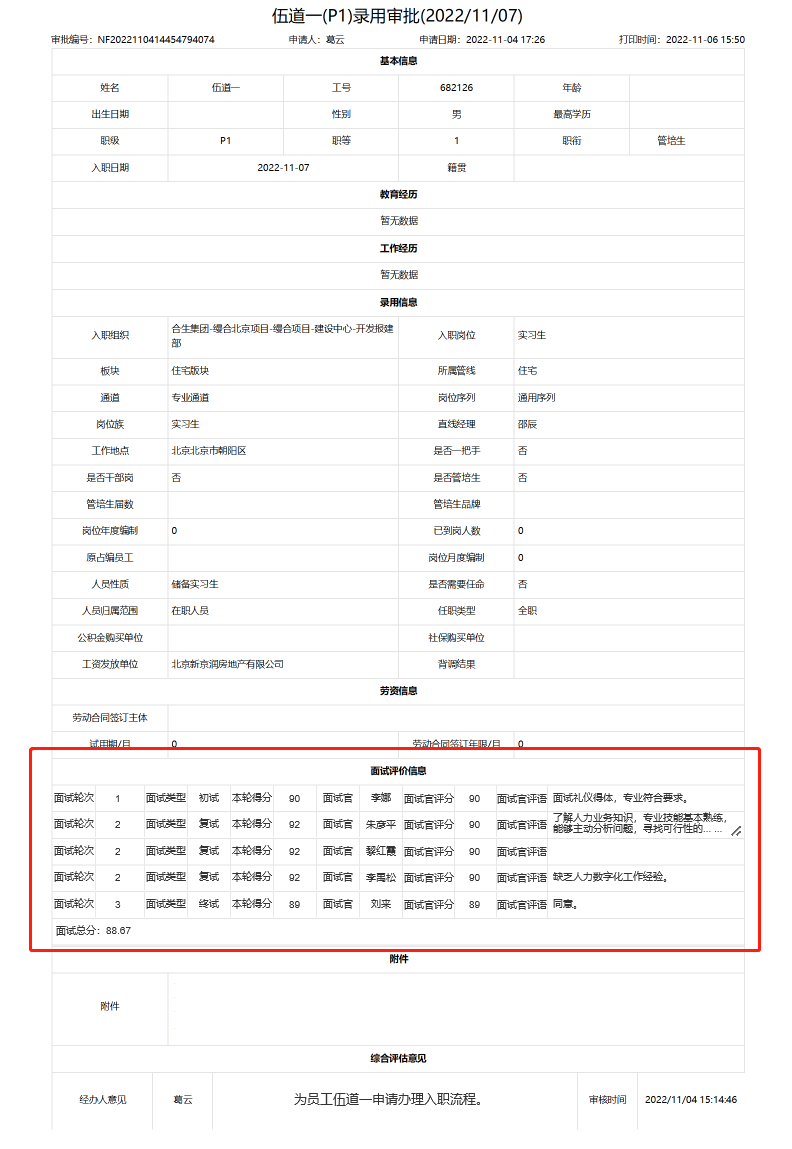 伍道一(P1)录用审批(2022/11/07)
审批编号：NF2022110414454794074 申请人：葛云 申请日期：2022-11-04 17:26 打印时间：2022-11-06 15:50
基本信息
姓名 伍道一 工号 682126 年龄
出生日期 性别 男 最高学历
职级 P1 职等 1 职衔 管培生
入职日期 2022-11-07 籍贯
教育经历
暂无数据
工作经历
暂无数据
录用信息
入职组织 合生集团-缦合北京项目-缦合项目-建设中心-开发报建部 入职岗位 实习生
板块 住宅版块 所属管线 住宅
通道 专业通道 岗位序列 通用序列
岗位族 实习生 直线经理 邵辰
工作地点 北京北京市朝阳区 是否一把手 否
是否干部岗 否 是否管培生 否
管培生届数 管培生品牌
岗位年度编制 0 已到岗人数 0
原占编员工 岗位月度编制 0
人员性质 储备实习生 是否需要任命 否
人员归属范围 在职人员 任职类型 全职
公积金购买单位 社保购买单位
工资发放单位 北京新京润房地产有限公司 背调结果
劳资信息
劳动合同签订主体
试用期/月 0 劳动合同签订年限/月 0
面试评价信息
面试轮次 1 面试类型 初试 本轮得分 90 面试官 李娜 面试官评分 90 面试官评语 面试礼仪得体，专业符合要求。
面试轮次 2 面试类型 复试 本轮得分 92 面试官 朱彦平 面试官评分 90 面试官评语 了解人力业务知识，专业技能基本熟练，
能够主动分析问题，寻找可行性的... ...
面试轮次 2 面试类型 复试 本轮得分 92 面试官 黎红霞 面试官评分 90 面试官评语
面试轮次 2 面试类型 复试 本轮得分 92 面试官 李禹松 面试官评分 90 面试官评语 缺乏人力数字化工作经验。
面试轮次 3 面试类型 终试 本轮得分 89 面试官 刘来 面试官评分 89 面试官评语 同意。
面试总分：88.67
附件
附件
综合评估意见
经办人意见 葛云 为员工伍道一申请办理入职流程。 审核时间 2022/11/04 15:14:46